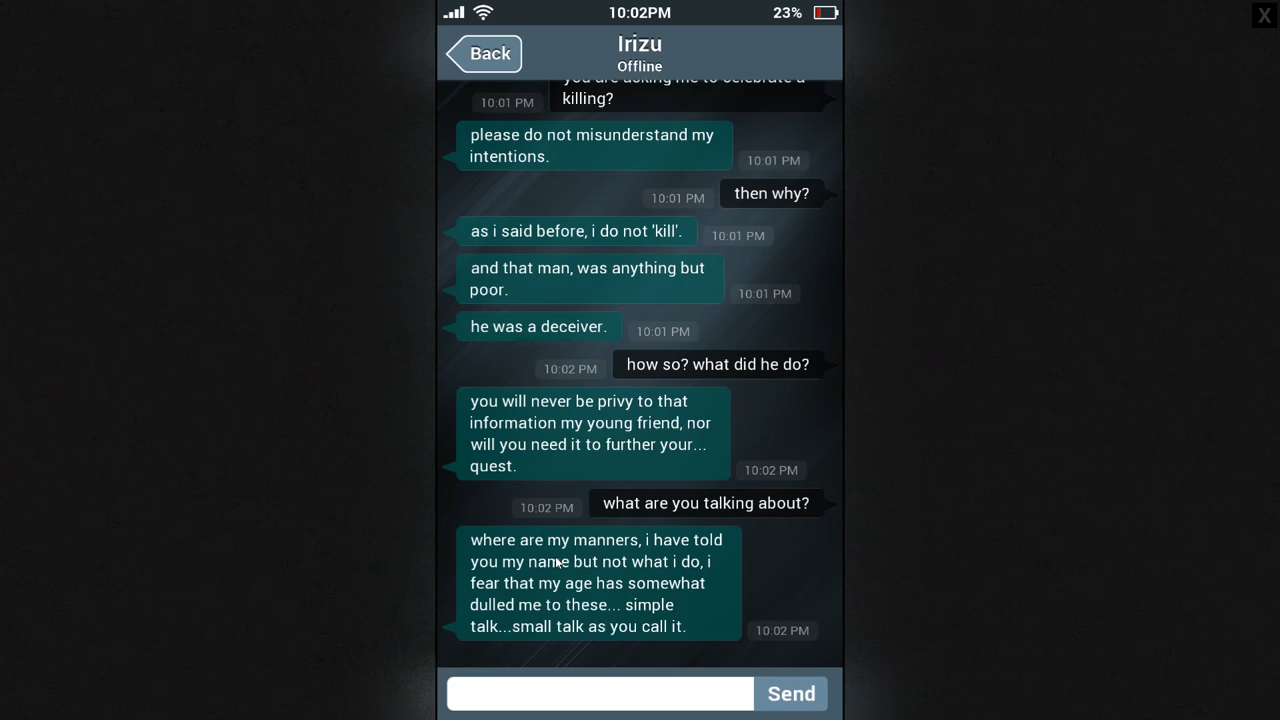 10:02PM
23%
X
Back
Irizu
Offline
you are asking me to celebrate a
killing?
10:01 PM
please do not misunderstand my
intentions.
10:01 PM
then why?
10:01 PM
as i said before, i do not 'kill'.
10:01 PM
and that man, was anything but
poor.
10:01 PM
he was a deceiver.
10:01 PM
how so? what did he do?
10:02 PM
you will never be privy to that
information my young friend, nor
will you need it to further your...
quest.
10:02 PM
what are you talking about?
10:02 PM
where are my manners, i have told
you my name but not what i do, i
fear that my age has somewhat
dulled me to these... simple
talk...small talk as you call it.
10:02 PM
Send